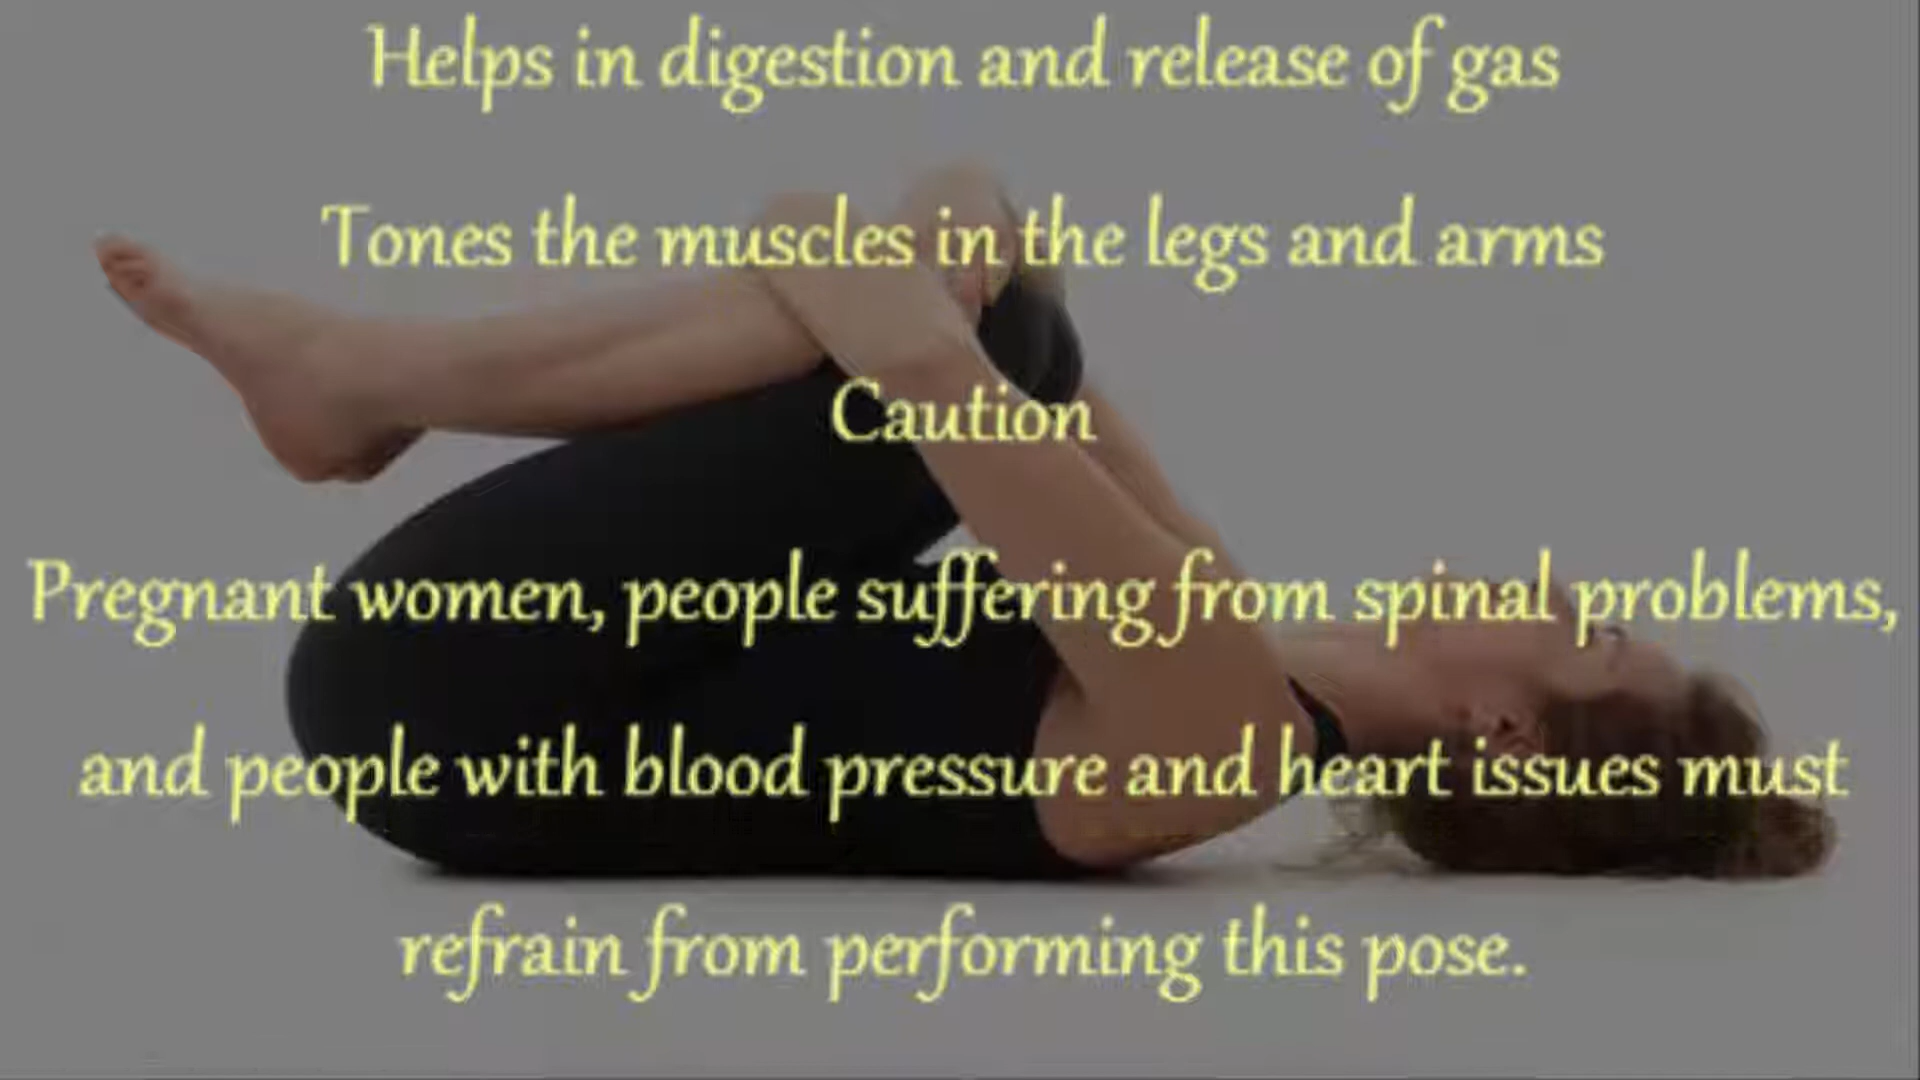 Helps in digestion and release of gas
Tones the muscles in the legs and arms
Caution
Pregnant women, people suffering from spinal problems,
and people with blood pressure and heart issues must
refrain from performing this pose.